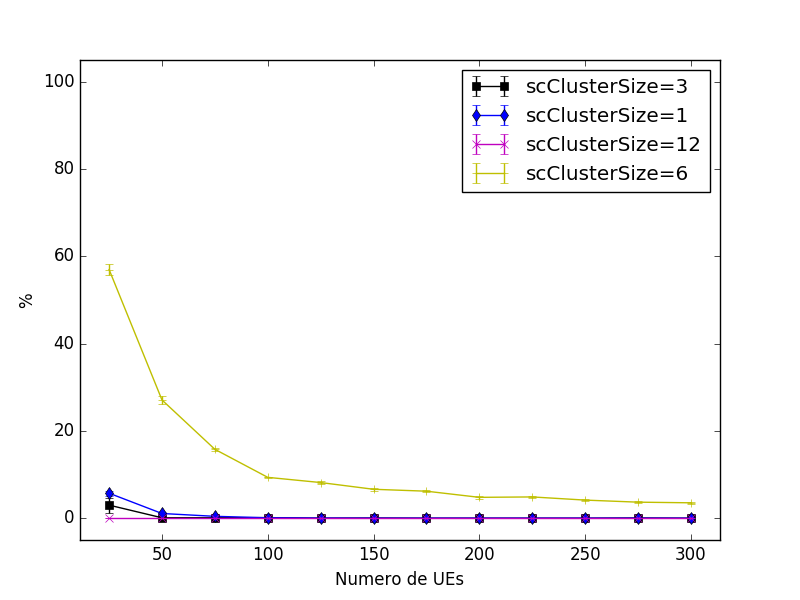 100
80
60
40
20
0
%
scClusterSize=3
scClusterSize=1
scClusterSize=12
scClusterSize=6
50 100 150 200 250 300
Numero de UEs